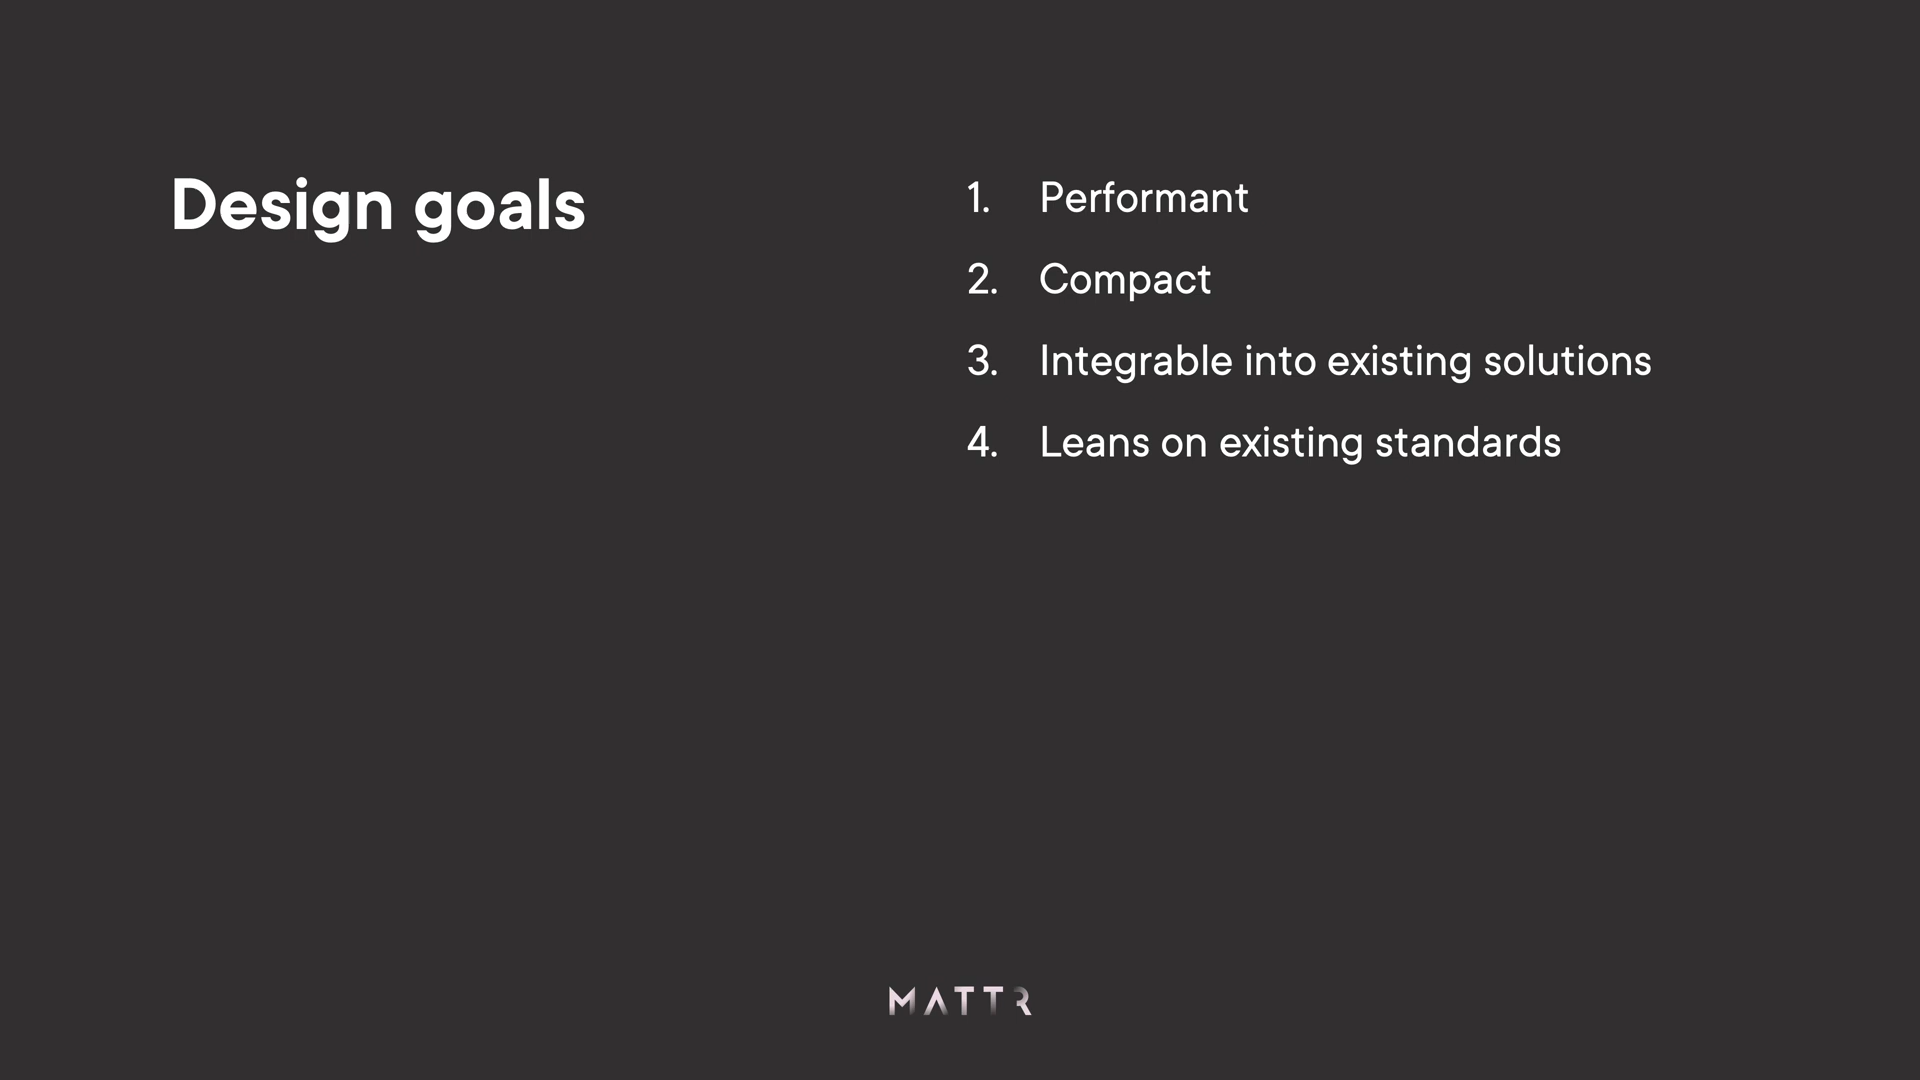 Design goals
1. Performant
2. Compact
3. Integrable into existing solutions
4. Leans on existing standards
MATTR